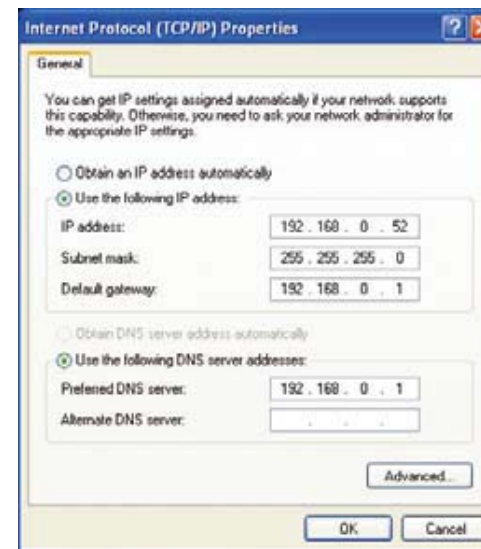 Internet Protocol (TCP/IP) Properties
General
You can get IP settings assigned automatically if your network supports
this capability. Otherwise, you need to ask your network administrator for
the appropriate IP settings.
Obtain an IP address automatically
Use the following IP address:
IP address: 192 . 168 . 0 . 52
Subnet mask: 255 . 255 . 255 . 0
Default gateway: 192 . 168 . 0 . 1
Obtain DNS server address automatically
Use the following DNS server addresses:
Preferred DNS server: 192 . 168 . 0 . 1
Alternate DNS server: . . .
Advanced...
OK Cancel